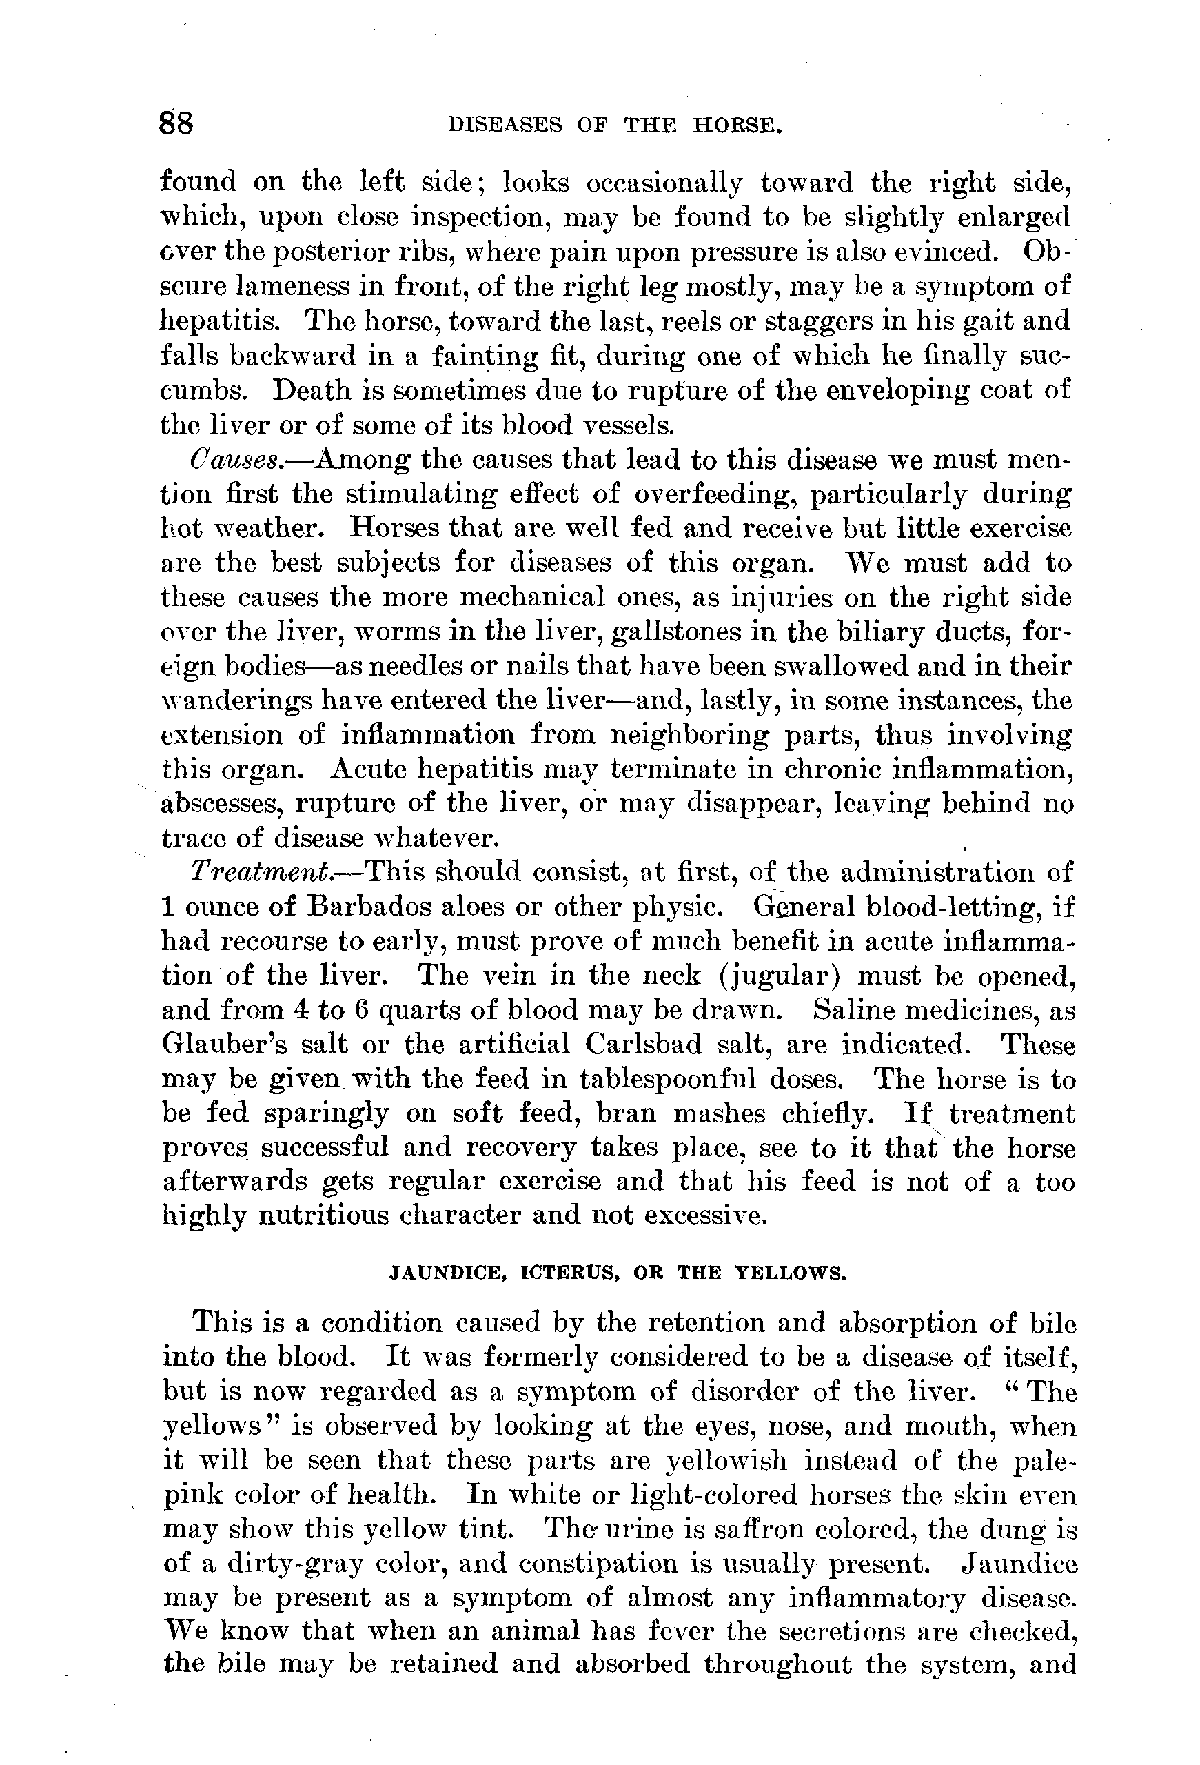 88 DISEASES OF THE HORSE.
found on the left side; looks occasionally toward the right side,
which, upon close inspection, may be found to be slightly enlarged
over the posterior ribs, where pain upon pressure is also evinced. Ob-
scure lameness in front, of the right leg mostly, may be a symptom of
hepatitis. The horse, toward the last, reels or staggers in his gait and
falls backward in a fainting fit, during one of which he finally suc-
cumbs. Death is sometimes due to rupture of the enveloping coat of
the liver or of some of its blood vessels.
Causes.—Among the causes that lead to this disease we must men-
tion first the stimulating effect of overfeeding, particularly during
hot weather. Horses that are well fed and receive but little exercise
are the best subjects for diseases of this organ. We must add to
these causes the more mechanical ones, as injuries on the right side
over the liver, worms in the liver, gallstones in the biliary ducts, for-
eign bodies—as needles or nails that have been swallowed and in their
wanderings have entered the liver—and, lastly, in some instances, the
extension of inflammation from neighboring parts, thus involving
this organ. Acute hepatitis may terminate in chronic inflammation,
abscesses, rupture of the liver, or may disappear, leaving behind no
trace of disease whatever.
Treatment.—This should consist, at first, of the administration of
1 ounce of Barbados aloes or other physic. General blood-letting, if
had recourse to early, must prove of much benefit in acute inflamma-
tion of the liver. The vein in the neck (jugular) must be opened,
and from 4 to 6 quarts of blood may be drawn. Saline medicines, as
Glauber's salt or the artificial Carlsbad salt, are indicated. These
may be given with the feed in tablespoonful doses. The horse is to
be fed sparingly on soft feed, bran mashes chiefly. If treatment
proves successful and recovery takes place, see to it that the horse
afterwards gets regular exercise and that his feed is not of a too
highly nutritious character and not excessive.
JAUNDICE, ICTERUS, OR THE YELLOWS.
This is a condition caused by the retention and absorption of bile
into the blood. It was formerly considered to be a disease of itself,
but is now regarded as a symptom of disorder of the liver. "The
yellows" is observed by looking at the eyes, nose, and mouth, when
it will be seen that these parts are yellowish instead of the pale-
pink color of health. In white or light-colored horses the skin even
may show this yellow tint. The urine is saffron colored, the dung is
of a dirty-gray color, and constipation is usually present. Jaundice
may be present as a symptom of almost any inflammatory disease.
We know that when an animal has fever the secretions are checked,
the bile may be retained and absorbed throughout the system, and